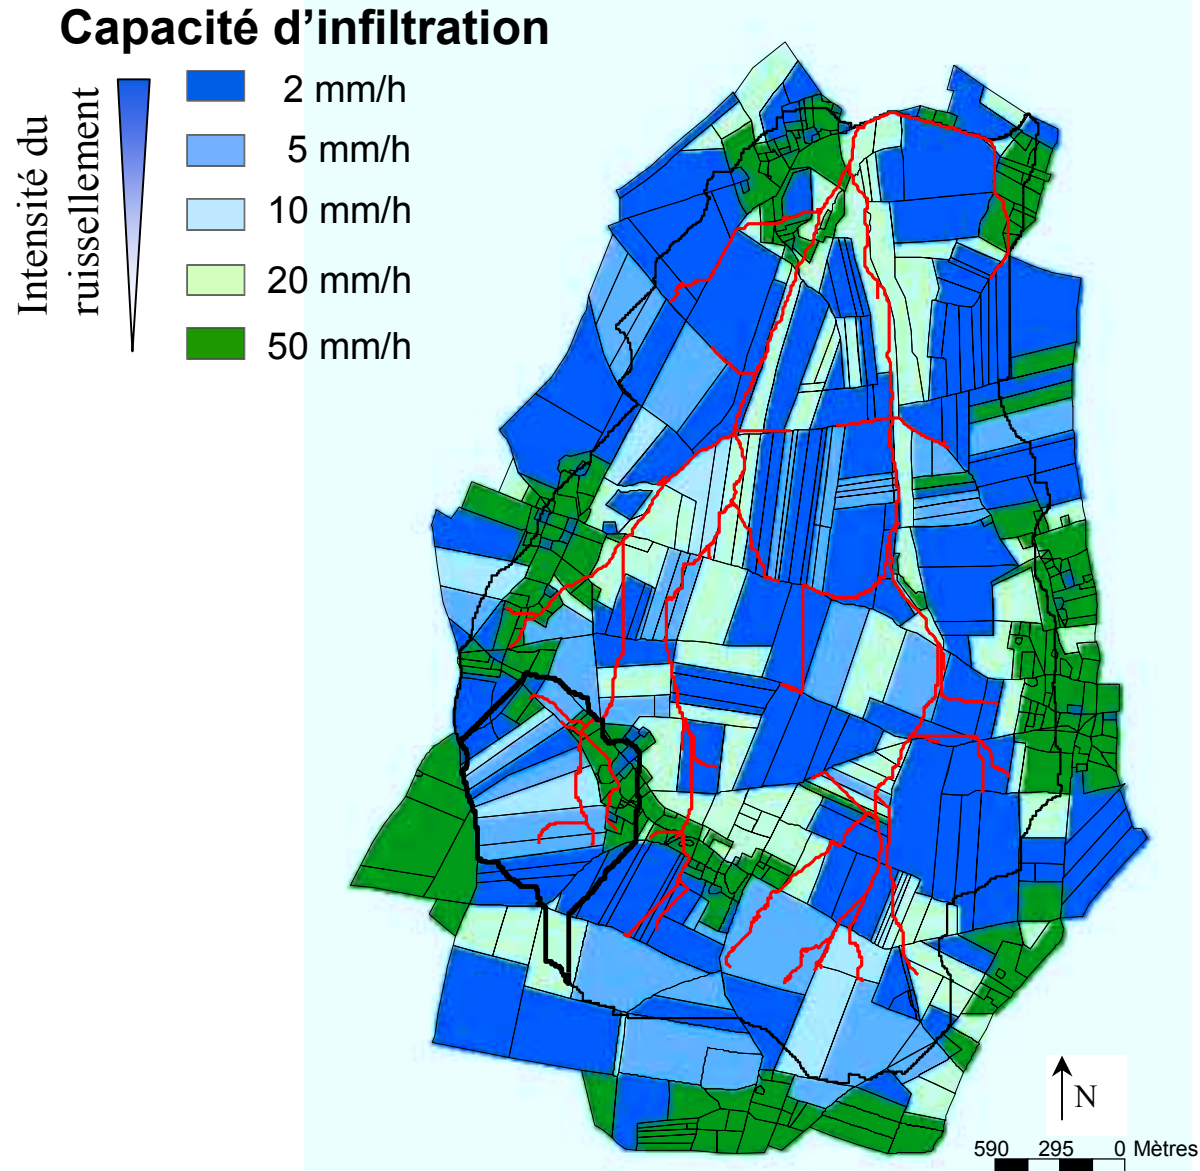 Capacité d’infiltration
Intensité du
ruissellement
2 mm/h
5 mm/h
10 mm/h
20 mm/h
50 mm/h
N
590 295 0 Mètres